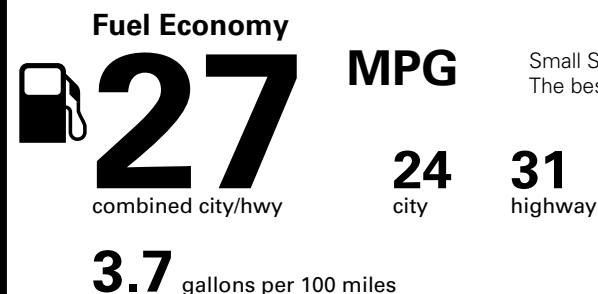 Fuel Economy
27 MPG
Small S
The bes
24 31
combined city/hwy city highway
3.7 gallons per 100 miles